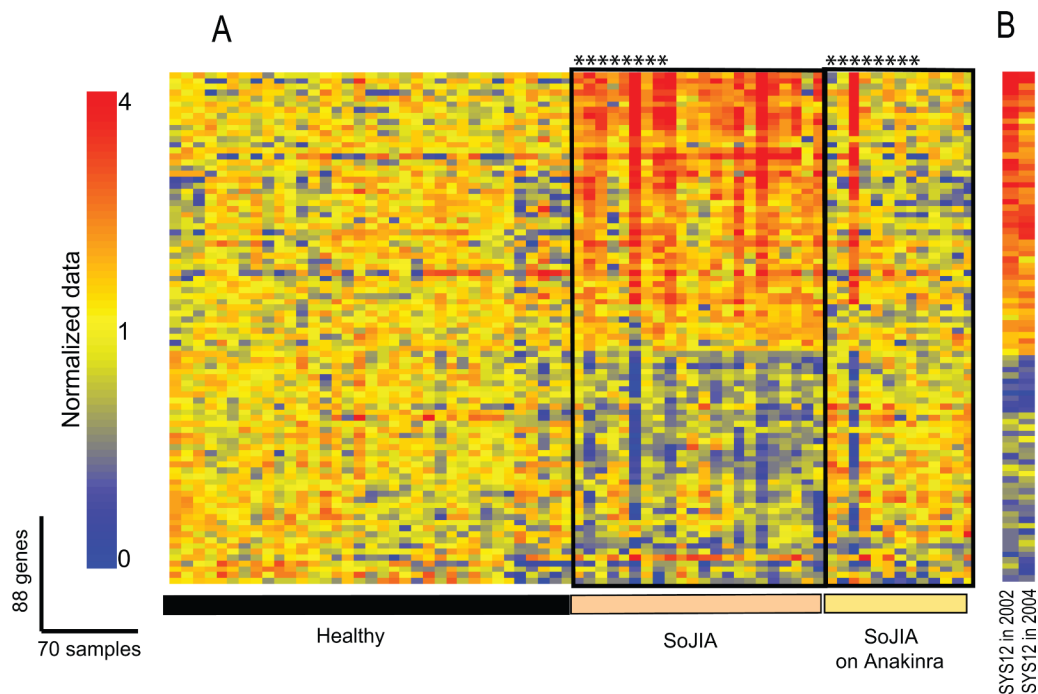 A
B
********
********
4
1
0
Normalized data
88 genes
70 samples
Healthy
SoJIA
SoJIA
on Anakinra
SYS12 in 2002
SYS12 in 2004